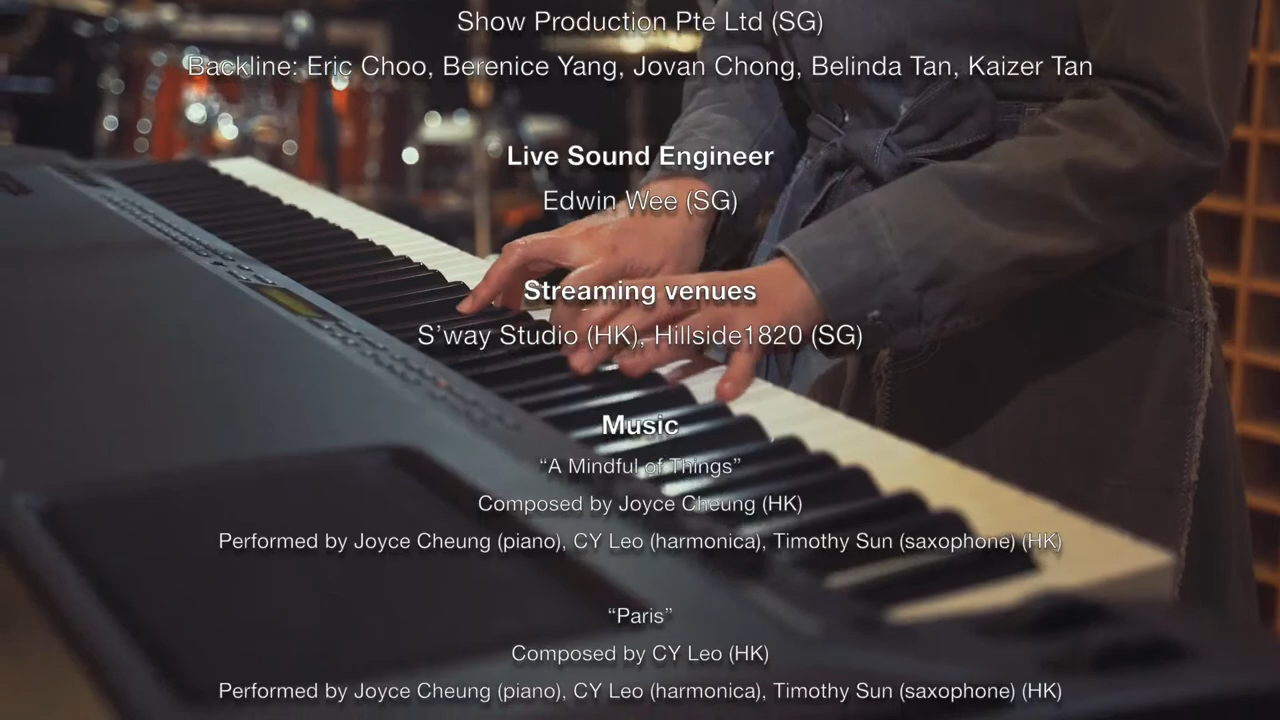 Show Production Pte Ltd (SG)
Backline: Eric Choo, Berenice Yang, Jovan Chong, Belinda Tan, Kaizer Tan
Live Sound Engineer
Edwin Wee (SG)
Streaming venues
S’way Studio (HK), Hillside1820 (SG)
Music
“A Mindful of Things”
Composed by Joyce Cheung (HK)
Performed by Joyce Cheung (piano), CY Leo (harmonica), Timothy Sun (saxophone) (HK)
“Paris”
Composed by CY Leo (HK)
Performed by Joyce Cheung (piano), CY Leo (harmonica), Timothy Sun (saxophone) (HK)